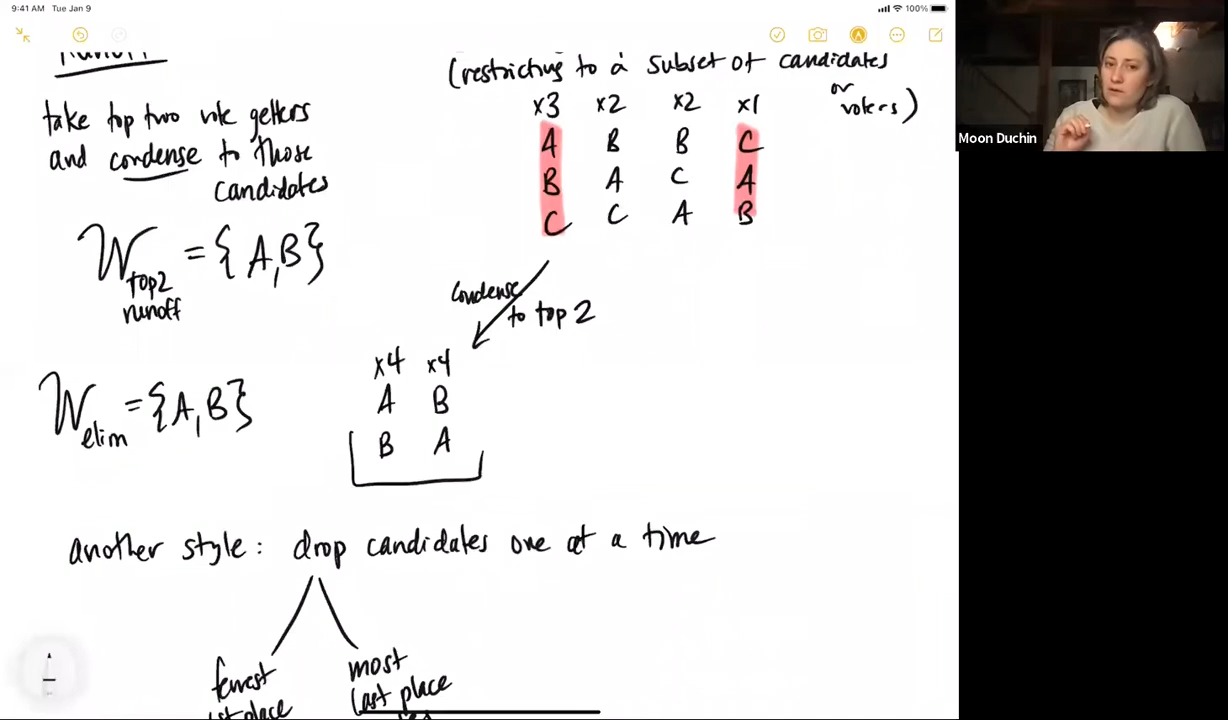 9:41 AM Tue Jan 9
100%
Runoff
take top two vote getters
and condense to those
candidates
W top2 runoff = {A,B}
W elim = {A,B}
(restricting to a subset of candidates
or voters)
x3 x2 x2 x1
A B B C
B A C A
C C A B
condense
to top 2
x4 x4
A B
B A
another style: drop candidates one at a time
fewest
place
most
last place
Moon Duchin